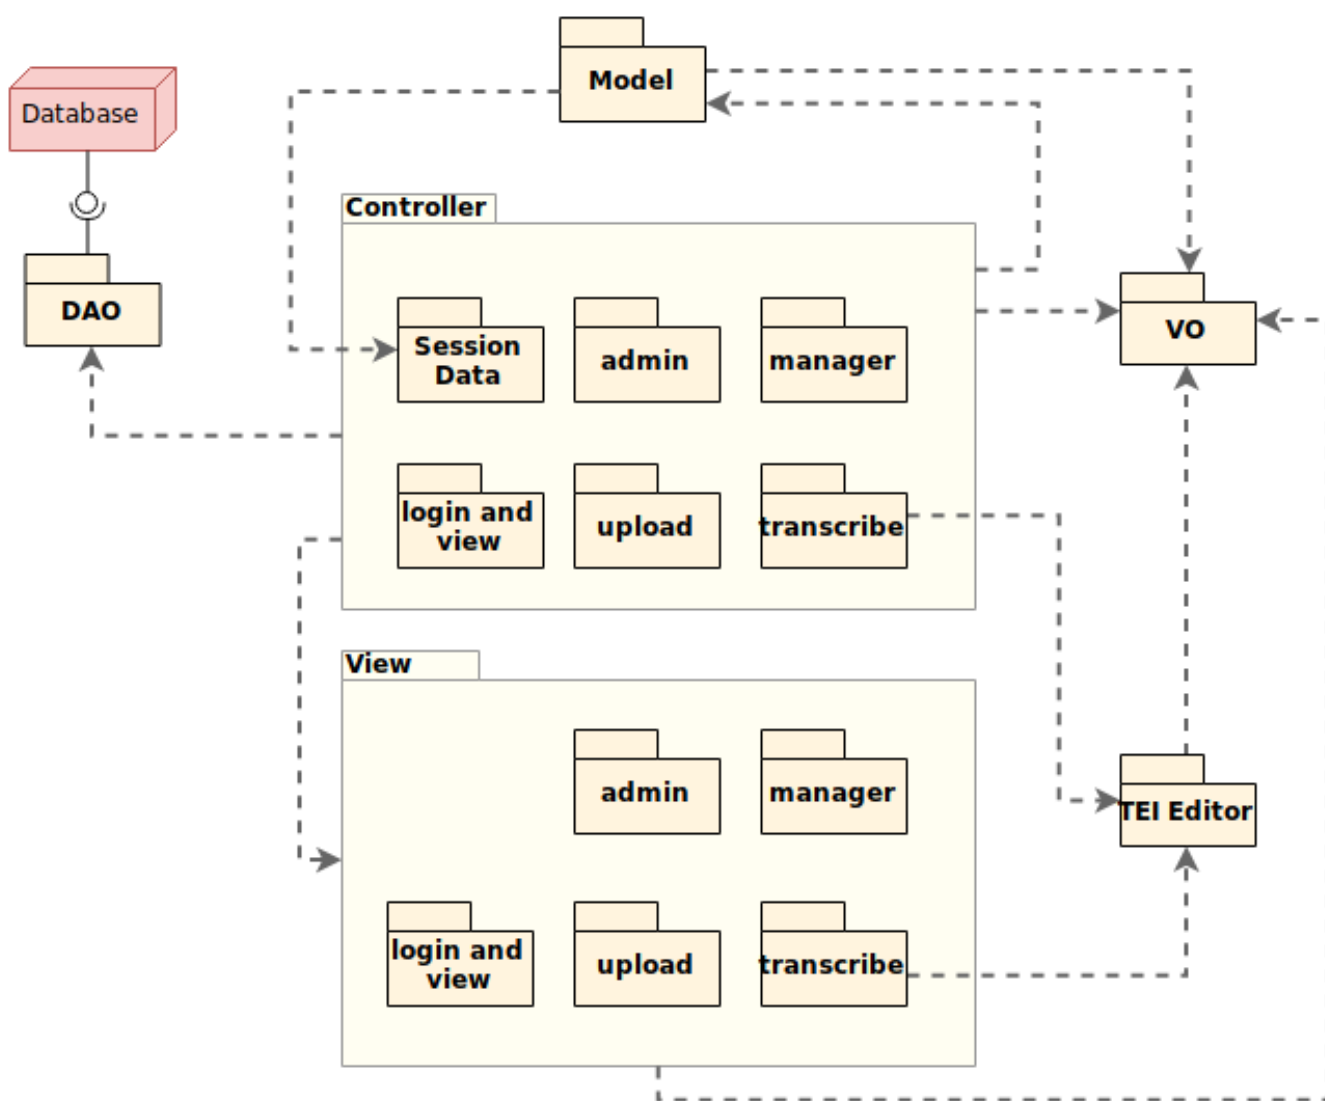 Model
Database
Controller
DAO
Session
Data
admin
manager
VO
login and
view
upload
transcribe
View
admin
manager
TEI Editor
login and
view
upload
transcribe